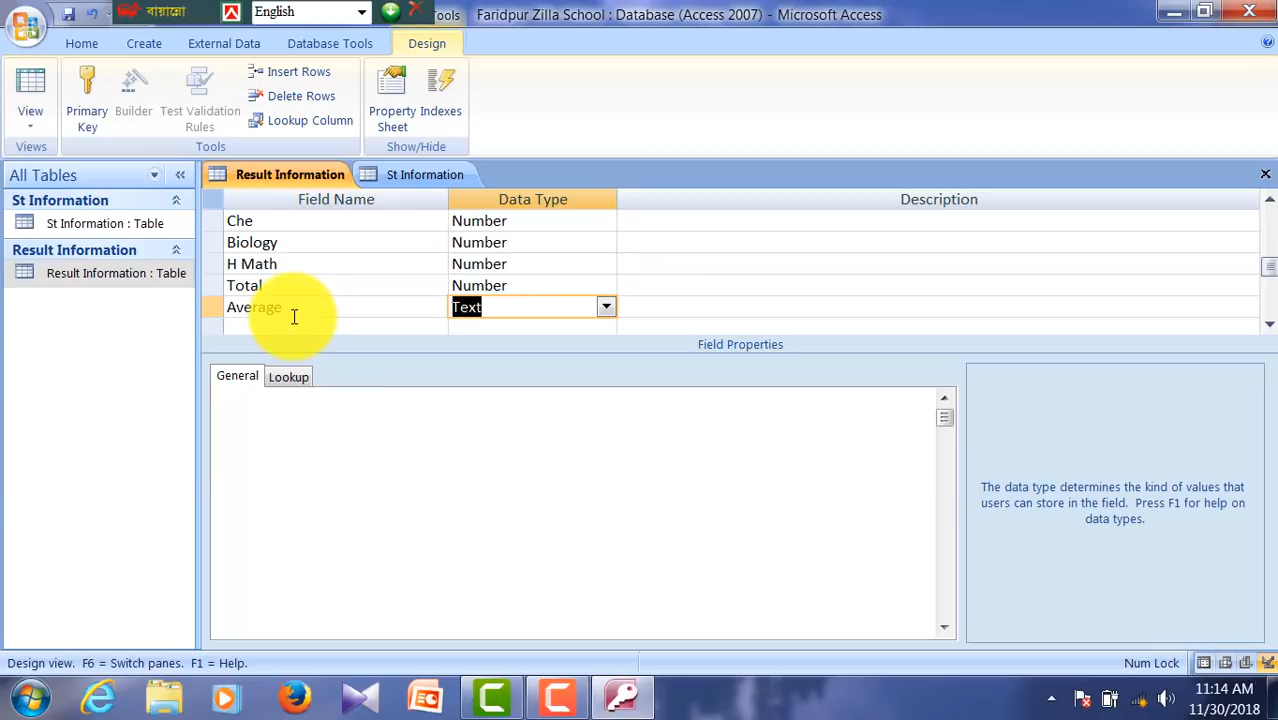 বায়ান্নো
English
Tools
Faridpur Zilla School : Database (Access 2007) - Microsoft Access
Home
Create
External Data
Database Tools
Design
View
Primary Key
Builder
Test Validation Rules
Insert Rows
Delete Rows
Lookup Column
Property Sheet
Indexes
Views
Tools
Show/Hide
All Tables
St Information
St Information : Table
Result Information
Result Information : Table
Result Information
St Information
Field Name Data Type Description
Che Number
Biology Number
H Math Number
Total Number
Average Text
Field Properties
General
Lookup
The data type determines the kind of values that
users can store in the field. Press F1 for help on
data types.
Design view. F6 = Switch panes. F1 = Help.
Num Lock
11:14 AM
11/30/2018